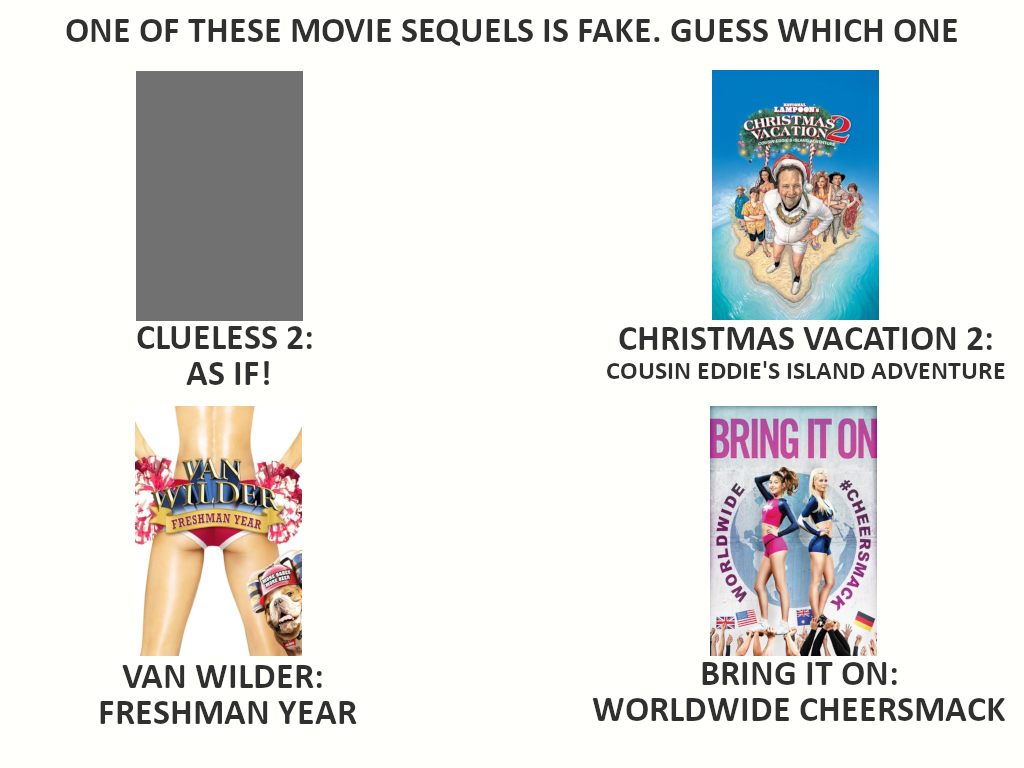 ONE OF THESE MOVIE SEQUELS IS FAKE. GUESS WHICH ONE
NATIONAL
LAMPOON'S
CHRISTMAS
VACATION 2
COUSIN EDDIE'S ISLAND ADVENTURE
CLUELESS 2:
AS IF!
CHRISTMAS VACATION 2:
COUSIN EDDIE'S ISLAND ADVENTURE
VAN
WILDER
FRESHMAN YEAR
BRING IT ON
WORLDWIDE
#CHEERSMACK
VAN WILDER:
FRESHMAN YEAR
BRING IT ON:
WORLDWIDE CHEERSMACK